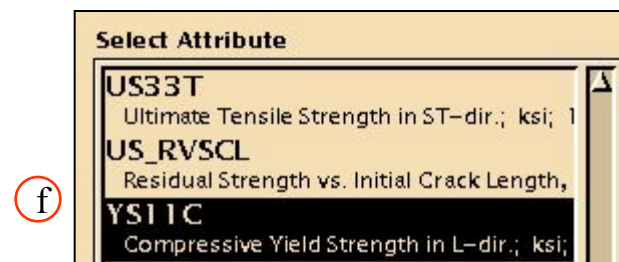 Select Attribute
US33T
Ultimate Tensile Strength in ST-dir.; ksi;
US_RVSCL
Residual Strength vs. Initial Crack Length,
f
YS11C
Compressive Yield Strength in L-dir.; ksi;